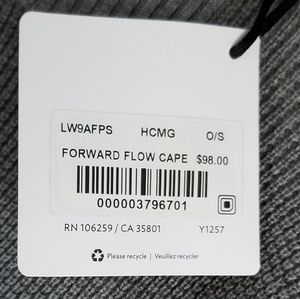 LW9AFPS HCMG O/S
FORWARD FLOW CAPE $98.00
000003796701
RN 106259 / CA 35801 Y1257
Please recycle | Veuillez recycler